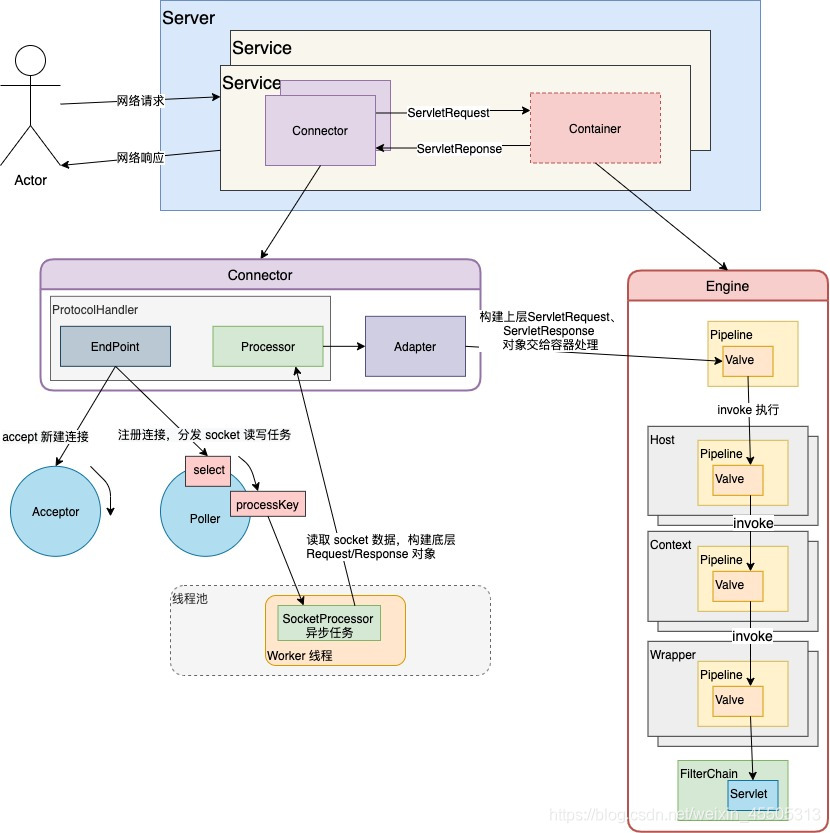 Server
Service
Service
网络请求
Connector
ServletRequest
Container
ServletReponse
网络响应
Actor
Connector
ProtocolHandler
EndPoint
Processor
Adapter
构建上层ServletRequest、
ServletResponse
对象交给容器处理
Engine
Pipeline
Valve
invoke 执行
accept 新建连接
注册连接，分发 socket 读写任务
select
processKey
Acceptor
Poller
读取 socket 数据，构建底层
Request/Response 对象
线程池
SocketProcessor
异步任务
Worker 线程
Host
Pipeline
Valve
invoke
Context
Pipeline
Valve
invoke
Wrapper
Pipeline
Valve
FilterChain
Servlet
https://blog.csdn.net/weixin_45505313